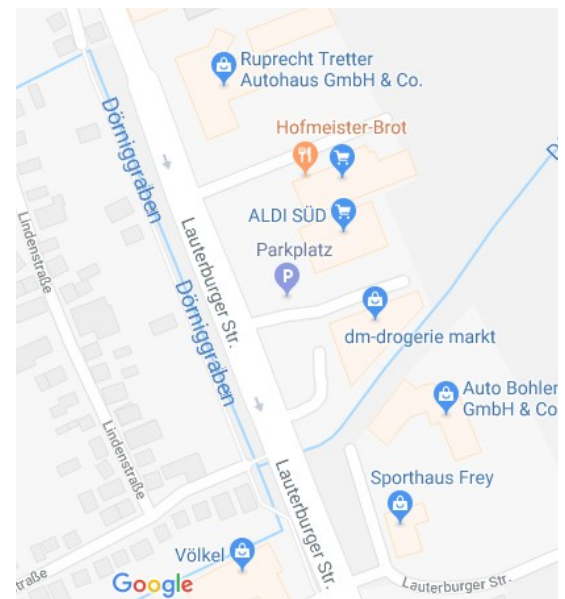 Ruprecht Tretter
Autohaus GmbH & Co.
Dörniggraben
Hofmeister-Brot
ALDI SÜD
Lindenstraße
Lauterburger Str.
Parkplatz
P
Dörniggraben
dm-drogerie markt
Auto Bohler
GmbH & Co
Lindenstraße
Lauterburger Str.
Sporthaus Frey
Völkel
Google
Lauterburger Str.